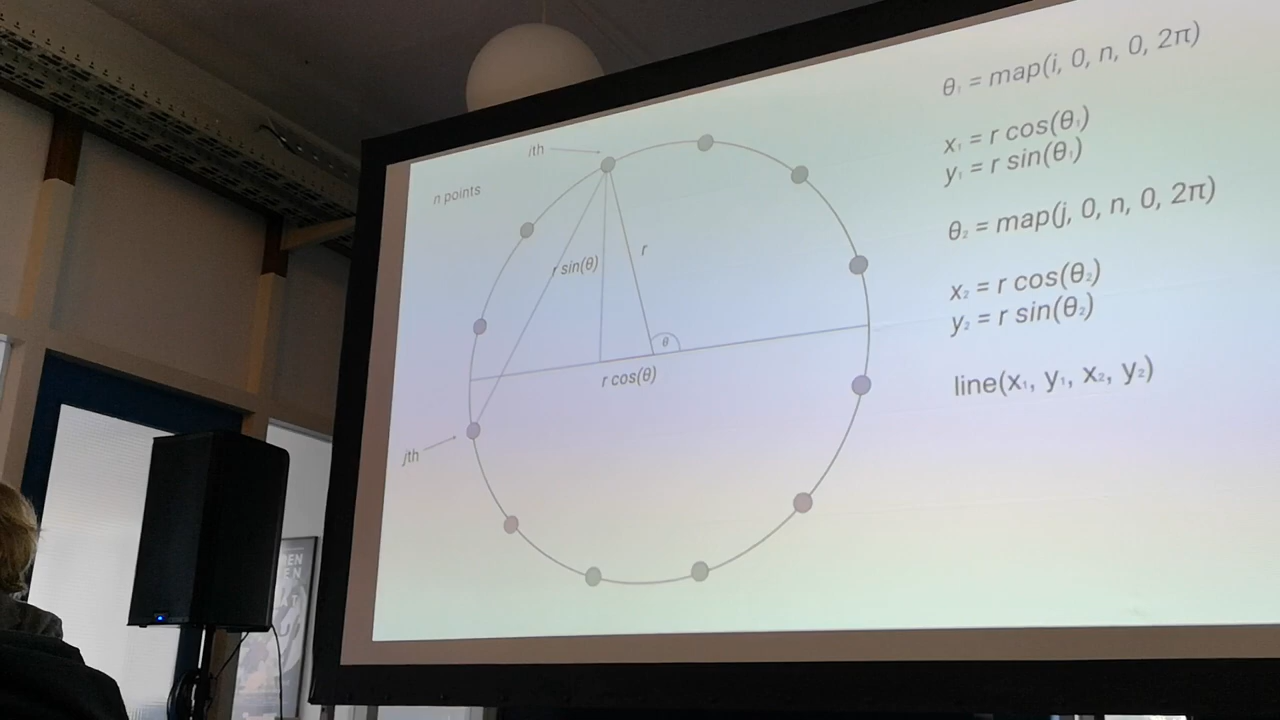 ith
n points
r sin(θ)
r
θ
r cos(θ)
jth
θ₁ = map(i, 0, n, 0, 2π)
x₁ = r cos(θ₁)
y₁ = r sin(θ₁)
θ₂ = map(j, 0, n, 0, 2π)
x₂ = r cos(θ₂)
y₂ = r sin(θ₂)
line(x₁, y₁, x₂, y₂)